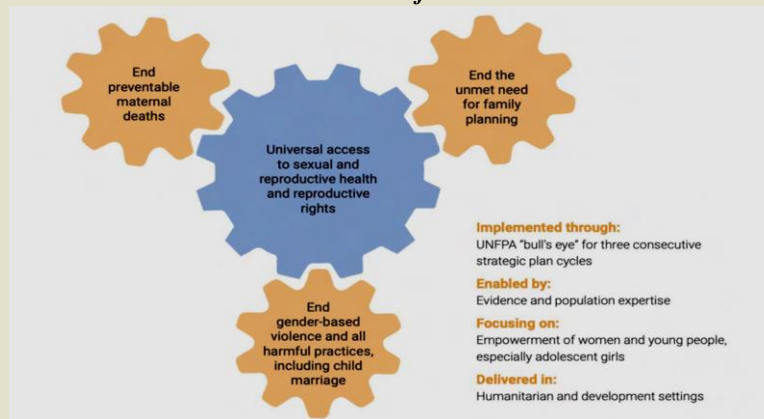 End
preventable
maternal
deaths
End the
unmet need
for family
planning
Universal access
to sexual and
reproductive health
and reproductive
rights
End
gender-based
violence and all
harmful practices,
including child
marriage
Implemented through:
UNFPA "bull's eye" for three consecutive
strategic plan cycles
Enabled by:
Evidence and population expertise
Focusing on:
Empowerment of women and young people,
especially adolescent girls
Delivered in:
Humanitarian and development settings